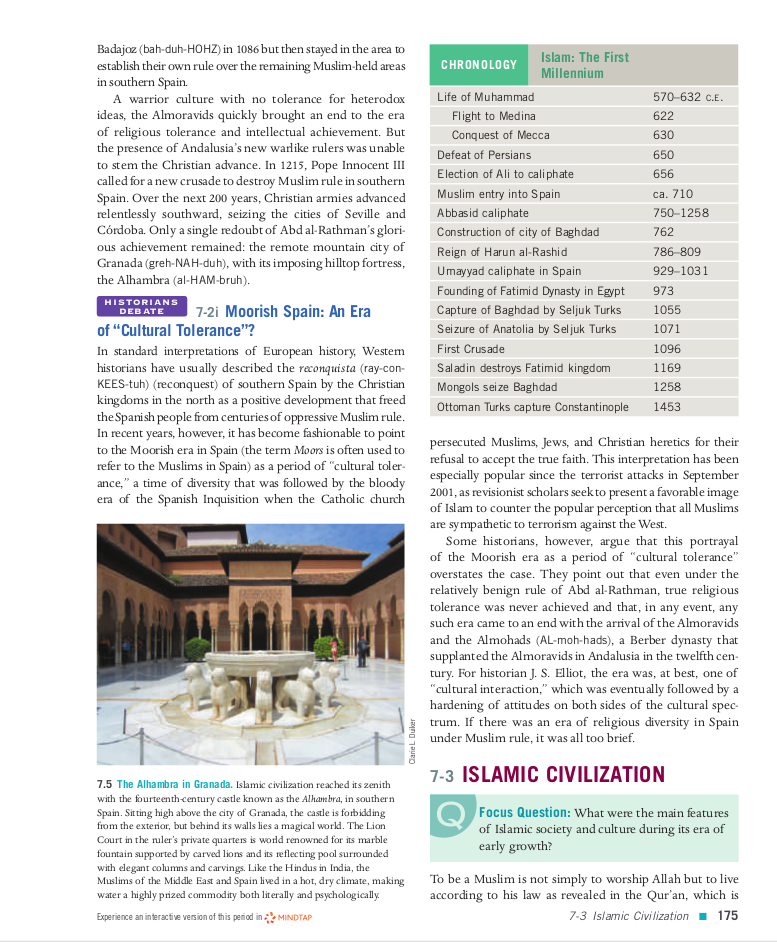 Badajoz (bah-duh-HOHZ) in 1086 but then stayed in the area to
establish their own rule over the remaining Muslim-held areas
in southern Spain.
A warrior culture with no tolerance for heterodox
ideas, the Almoravids quickly brought an end to the era
of religious tolerance and intellectual achievement. But
the presence of Andalusia's new warlike rulers was unable
to stem the Christian advance. In 1215, Pope Innocent III
called for a new crusade to destroy Muslim rule in southern
Spain. Over the next 200 years, Christian armies advanced
relentlessly southward, seizing the cities of Seville and
Córdoba. Only a single redoubt of Abd al-Rathman's glori-
ous achievement remained: the remote mountain city of
Granada (greh-NAH-duh), with its imposing hilltop fortress,
the Alhambra (al-HAM-bruh).
HISTORIANS
DEBATE
7-2i Moorish Spain: An Era
of “Cultural Tolerance”?
In standard interpretations of European history, Western
historians have usually described the reconquista (ray-con-
KEES-tuh) (reconquest) of southern Spain by the Christian
kingdoms in the north as a positive development that freed
the Spanish people from centuries of oppressive Muslim rule.
In recent years, however, it has become fashionable to point
to the Moorish era in Spain (the term Moors is often used to
refer to the Muslims in Spain) as a period of “cultural toler-
ance,” a time of diversity that was followed by the bloody
era of the Spanish Inquisition when the Catholic church
Clarie L. Duiker
7.5 The Alhambra in Granada. Islamic civilization reached its zenith
with the fourteenth-century castle known as the Alhambra, in southern
Spain. Sitting high above the city of Granada, the castle is forbidding
from the exterior, but behind its walls lies a magical world. The Lion
Court in the ruler's private quarters is world renowned for its marble
fountain supported by carved lions and its reflecting pool surrounded
with elegant columns and carvings. Like the Hindus in India, the
Muslims of the Middle East and Spain lived in a hot, dry climate, making
water a highly prized commodity both literally and psychologically.
Experience an interactive version of this period in MINDTAP
CHRONOLOGY Islam: The First
Millennium
Life of Muhammad 570–632 C.E.
Flight to Medina 622
Conquest of Mecca 630
Defeat of Persians 650
Election of Ali to caliphate 656
Muslim entry into Spain ca. 710
Abbasid caliphate 750–1258
Construction of city of Baghdad 762
Reign of Harun al-Rashid 786–809
Umayyad caliphate in Spain 929–1031
Founding of Fatimid Dynasty in Egypt 973
Capture of Baghdad by Seljuk Turks 1055
Seizure of Anatolia by Seljuk Turks 1071
First Crusade 1096
Saladin destroys Fatimid kingdom 1169
Mongols seize Baghdad 1258
Ottoman Turks capture Constantinople 1453
persecuted Muslims, Jews, and Christian heretics for their
refusal to accept the true faith. This interpretation has been
especially popular since the terrorist attacks in September
2001, as revisionist scholars seek to present a favorable image
of Islam to counter the popular perception that all Muslims
are sympathetic to terrorism against the West.
Some historians, however, argue that this portrayal
of the Moorish era as a period of “cultural tolerance”
overstates the case. They point out that even under the
relatively benign rule of Abd al-Rathman, true religious
tolerance was never achieved and that, in any event, any
such era came to an end with the arrival of the Almoravids
and the Almohads (AL-moh-hads), a Berber dynasty that
supplanted the Almoravids in Andalusia in the twelfth cen-
tury. For historian J. S. Elliot, the era was, at best, one of
“cultural interaction,” which was eventually followed by a
hardening of attitudes on both sides of the cultural spec-
trum. If there was an era of religious diversity in Spain
under Muslim rule, it was all too brief.
7-3 ISLAMIC CIVILIZATION
Q
Focus Question: What were the main features
of Islamic society and culture during its era of
early growth?
To be a Muslim is not simply to worship Allah but to live
according to his law as revealed in the Qur'an, which is
7-3 Islamic Civilization ■ 175